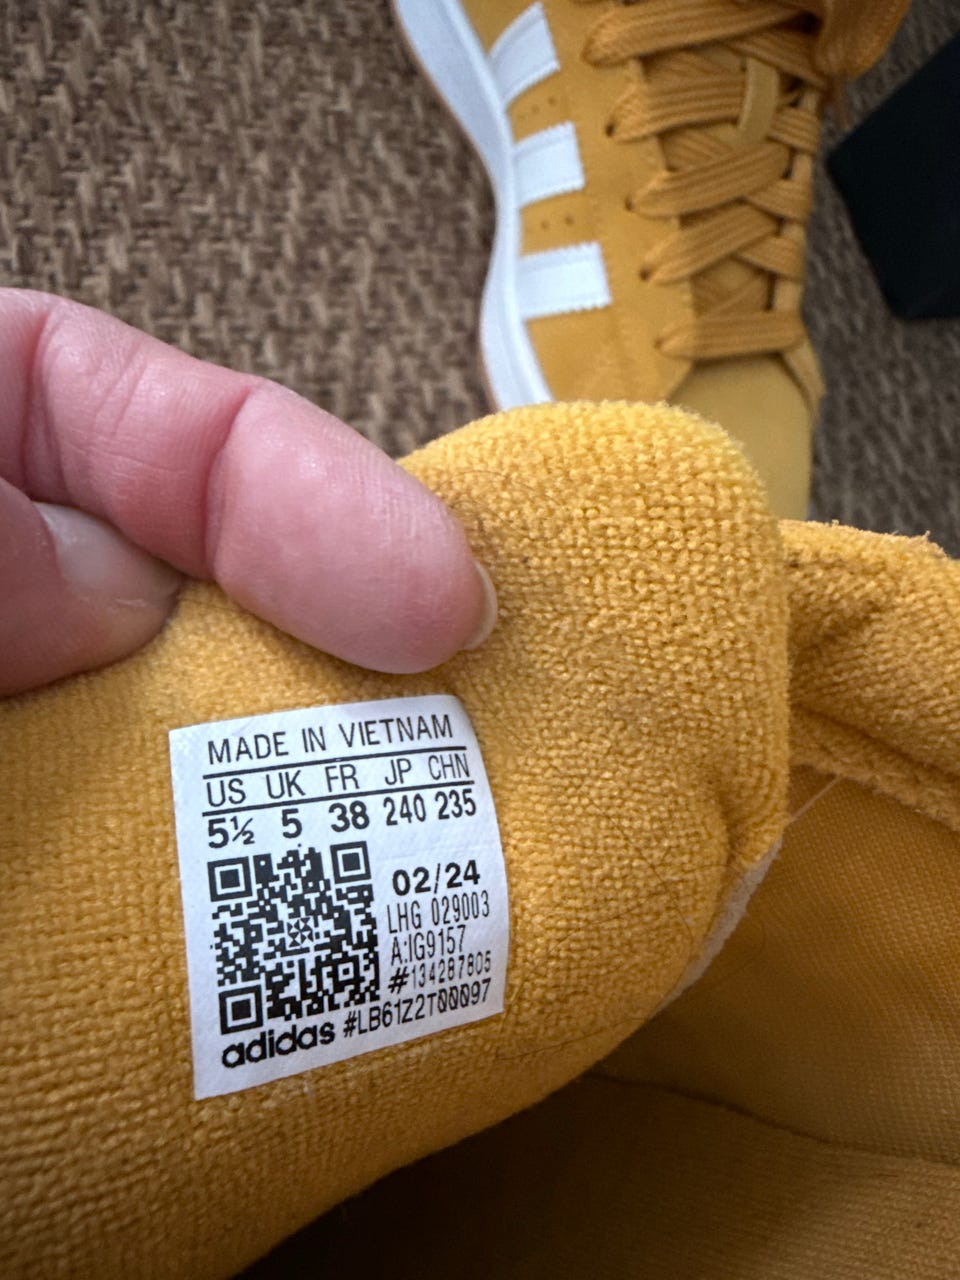 MADE IN VIETNAM
US UK FR JP CHN
5½ 5 38 240 235
02/24
LHG 029003
A:IG9157
#134287805
adidas #LB61Z2T00097